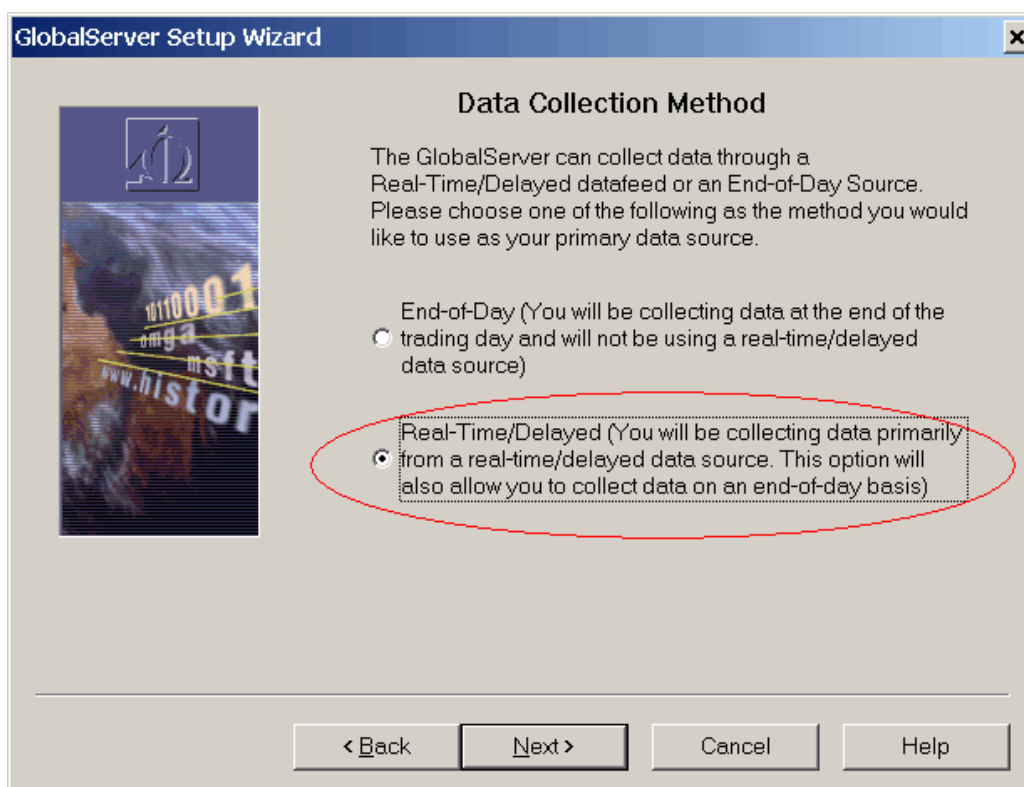 GlobalServer Setup Wizard
Data Collection Method
The GlobalServer can collect data through a
Real-Time/Delayed datafeed or an End-of-Day Source.
Please choose one of the following as the method you would
like to use as your primary data source.
End-of-Day (You will be collecting data at the end of the
trading day and will not be using a real-time/delayed
data source)
Real-Time/Delayed (You will be collecting data primarily
from a real-time/delayed data source. This option will
also allow you to collect data on an end-of-day basis)
10110001
omga
msft
www.histor
< Back
Next >
Cancel
Help